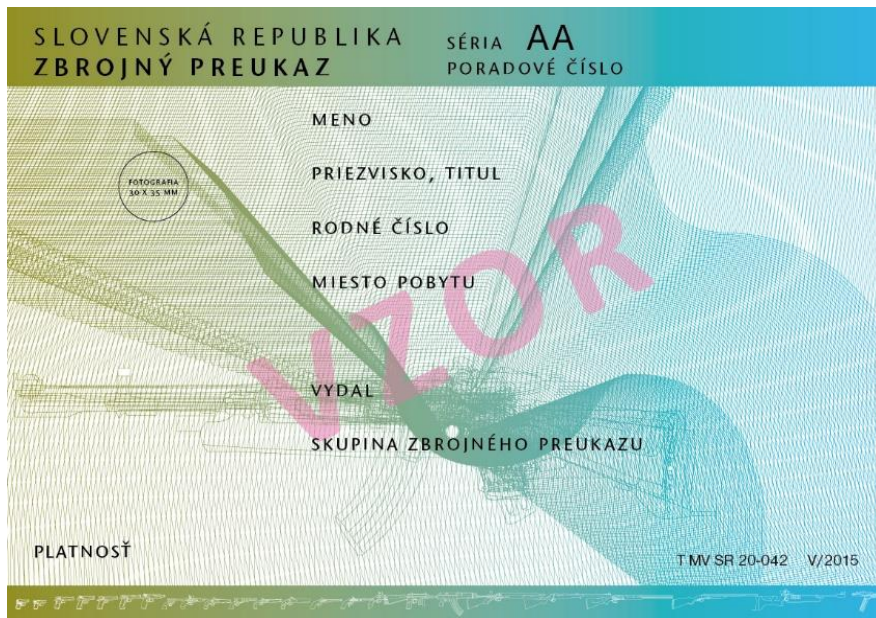 SLOVENSKÁ REPUBLIKA
ZBROJNÝ PREUKAZ
SÉRIA AA
PORADOVÉ ČÍSLO
MENO
FOTOGRAFIA
30 X 35 MM
PRIEZVISKO, TITUL
RODNÉ ČÍSLO
MIESTO POBYTU
VZOR
VYDAL
SKUPINA ZBROJNÉHO PREUKAZU
PLATNOSŤ
T MV SR 20-042 V/2015